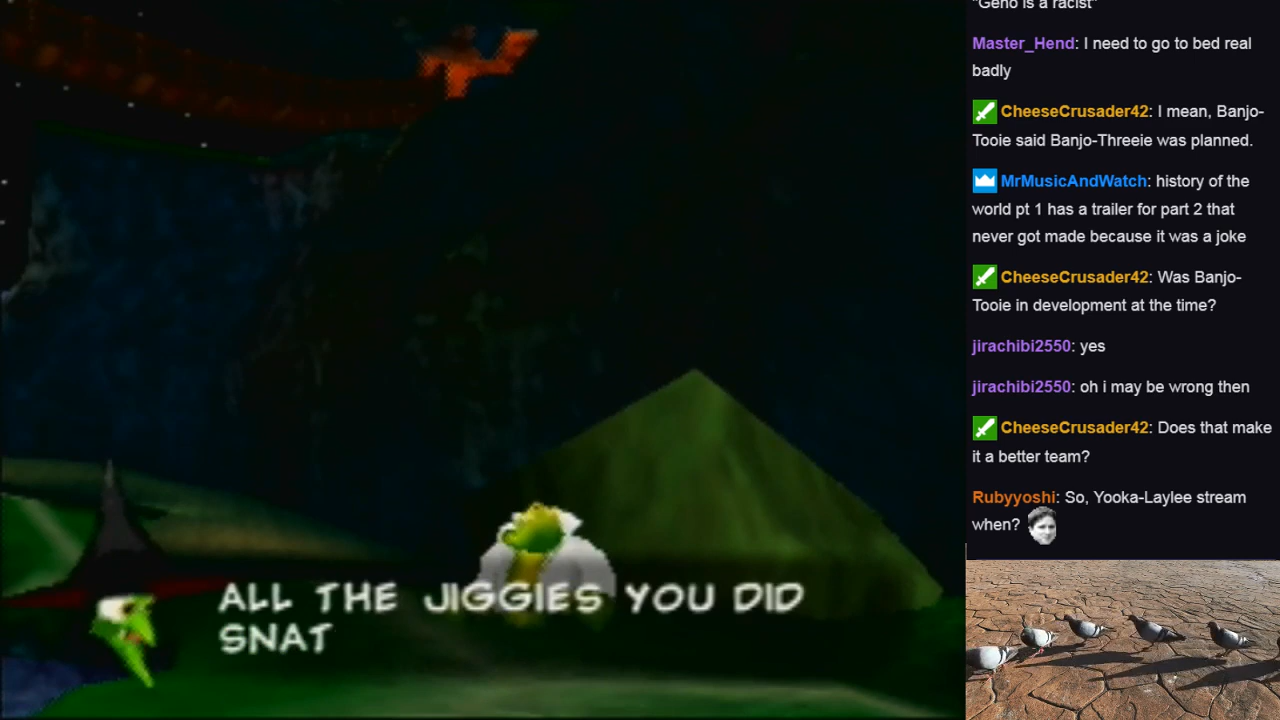 ALL THE JIGGIES YOU DID
SNAT
"Geno is a racist"
Master_Hend: I need to go to bed real
badly
CheeseCrusader42: I mean, Banjo-
Tooie said Banjo-Threeie was planned.
MrMusicAndWatch: history of the
world pt 1 has a trailer for part 2 that
never got made because it was a joke
CheeseCrusader42: Was Banjo-
Tooie in development at the time?
jirachibi2550: yes
jirachibi2550: oh i may be wrong then
CheeseCrusader42: Does that make
it a better team?
Rubyyoshi: So, Yooka-Laylee stream
when?